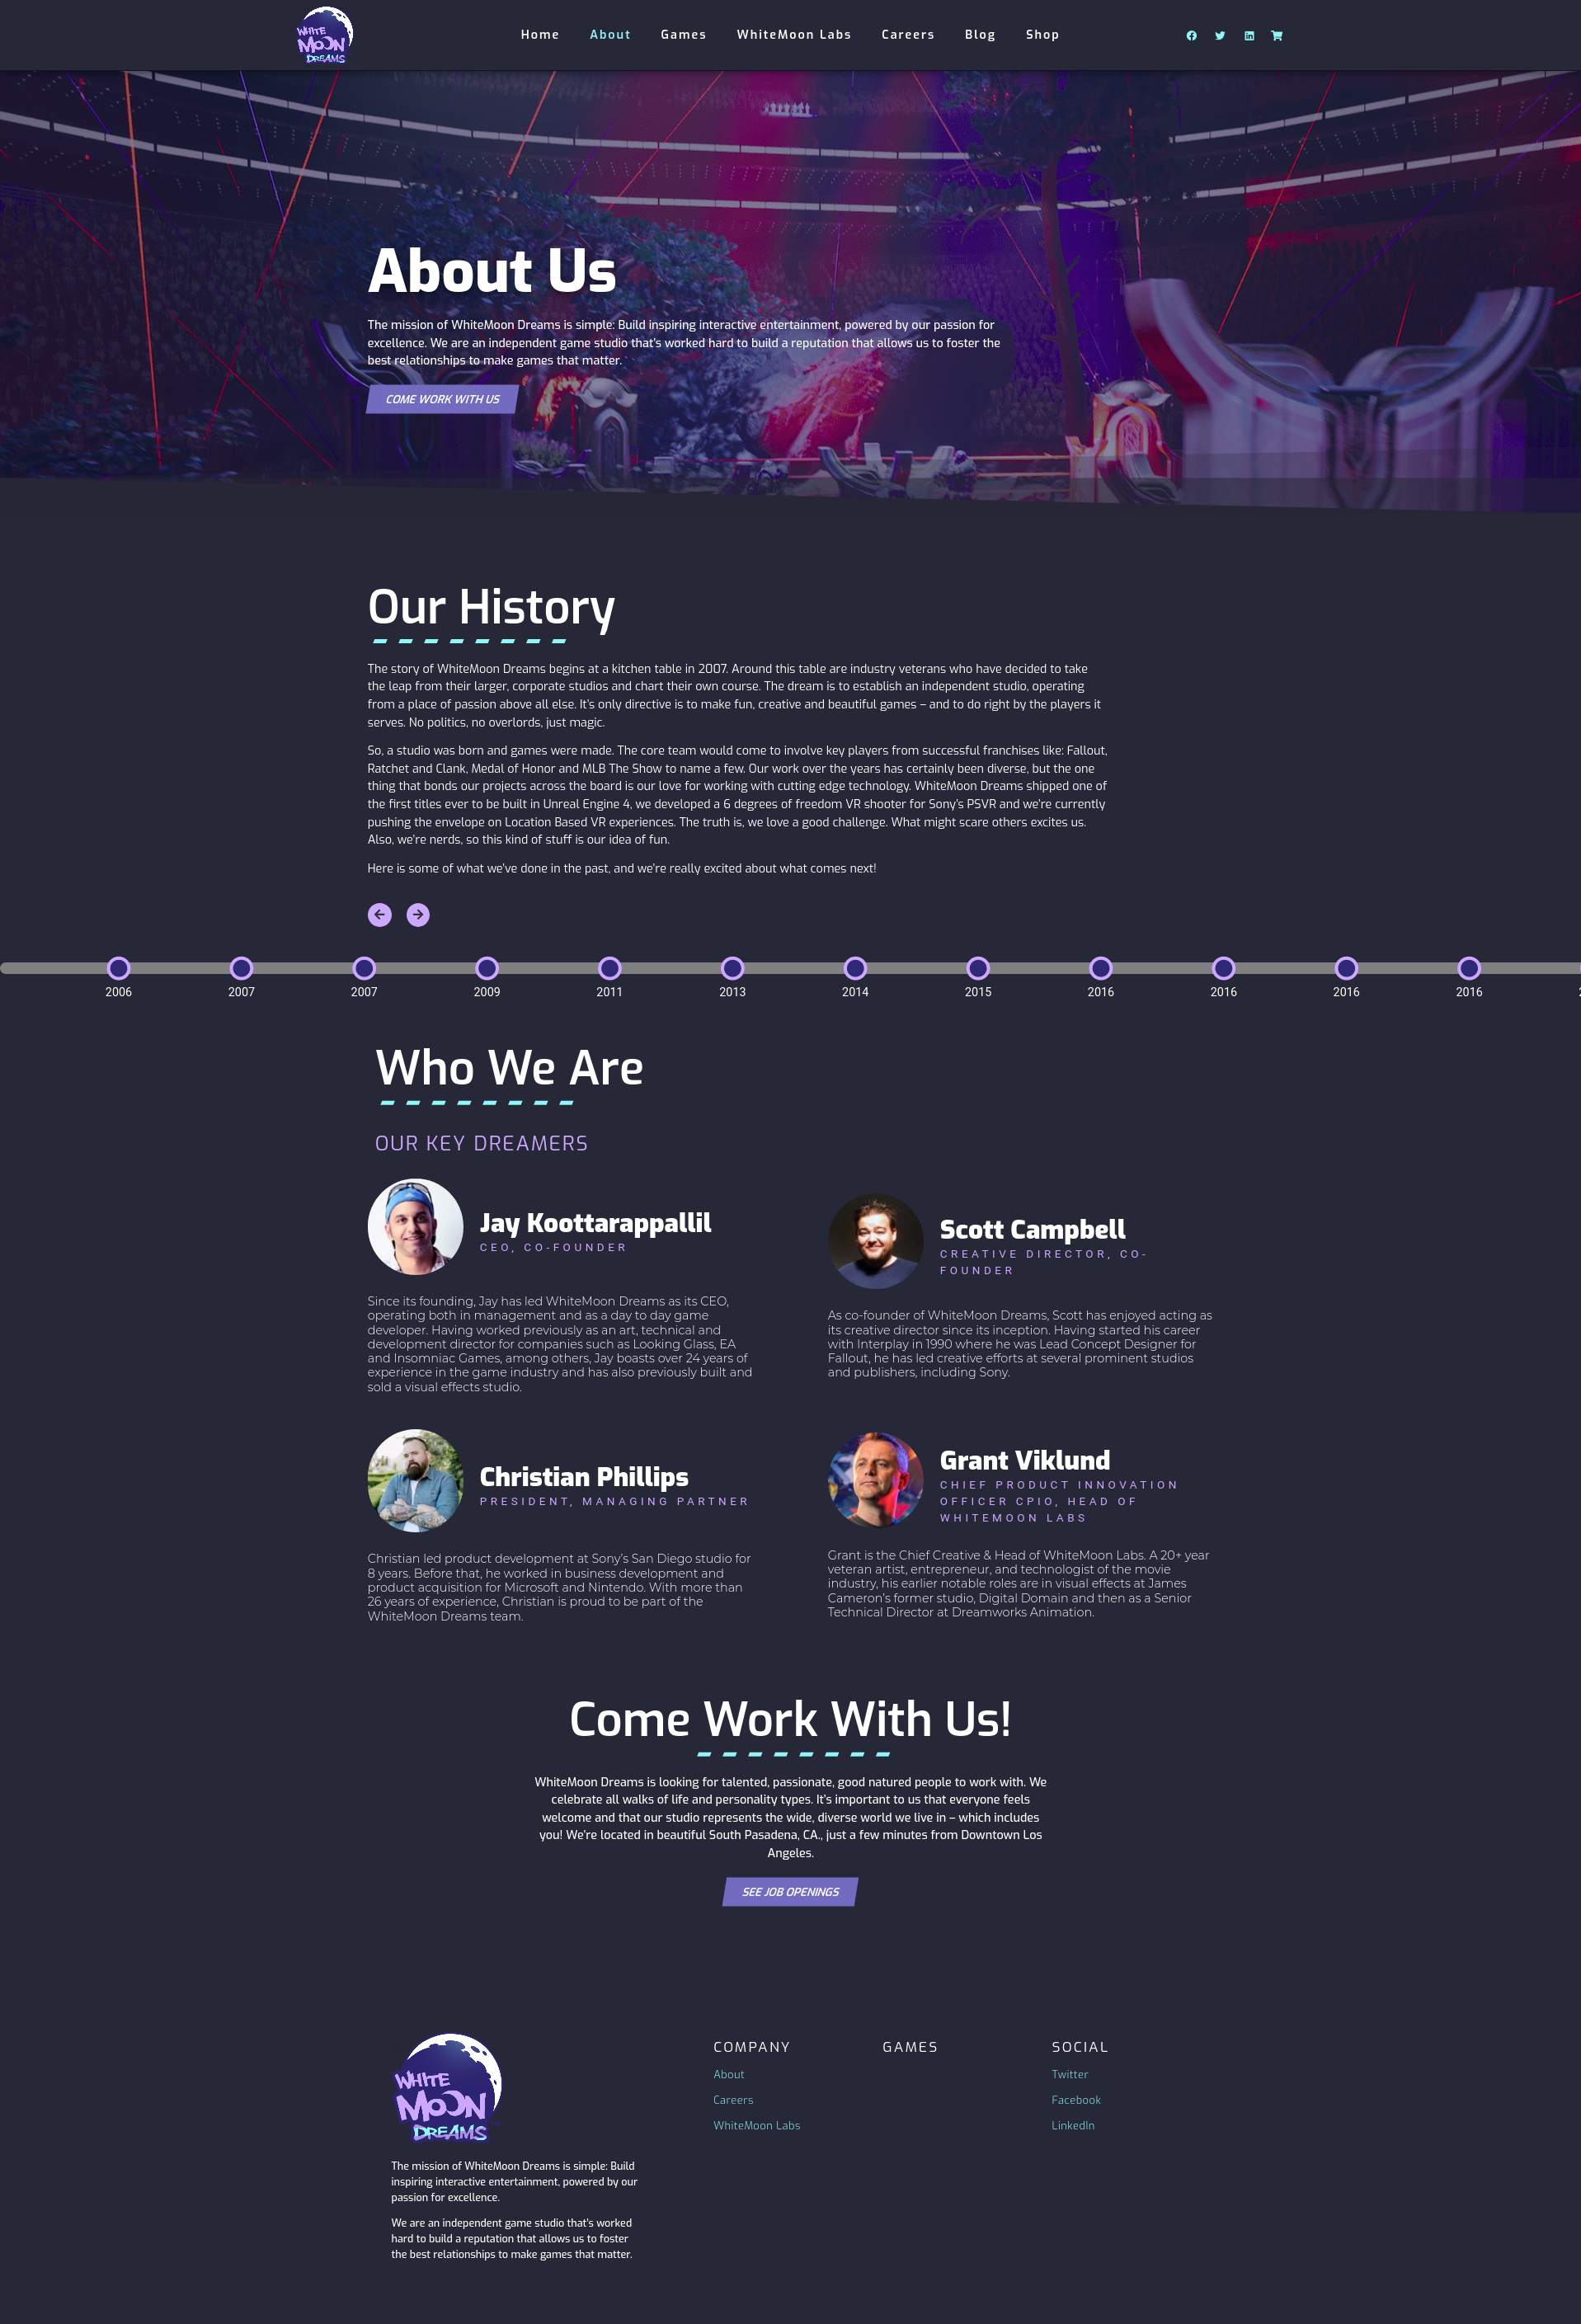 WHITE
MOON
DREAMS
Home About Games WhiteMoon Labs Careers Blog Shop
About Us
The mission of WhiteMoon Dreams is simple: Build inspiring interactive entertainment, powered by our passion for
excellence. We are an independent game studio that's worked hard to build a reputation that allows us to foster the
best relationships to make games that matter.
COME WORK WITH US
Our History
The story of WhiteMoon Dreams begins at a kitchen table in 2007. Around this table are industry veterans who have decided to take
the leap from their larger, corporate studios and chart their own course. The dream is to establish an independent studio, operating
from a place of passion above all else. It's only directive is to make fun, creative and beautiful games – and to do right by the players it
serves. No politics, no overlords, just magic.
So, a studio was born and games were made. The core team would come to involve key players from successful franchises like: Fallout,
Ratchet and Clank, Medal of Honor and MLB The Show to name a few. Our work over the years has certainly been diverse, but the one
thing that bonds our projects across the board is our love for working with cutting edge technology. WhiteMoon Dreams shipped one of
the first titles ever to be built in Unreal Engine 4, we developed a 6 degrees of freedom VR shooter for Sony's PSVR and we're currently
pushing the envelope on Location Based VR experiences. The truth is, we love a good challenge. What might scare others excites us.
Also, we're nerds, so this kind of stuff is our idea of fun.
Here is some of what we've done in the past, and we're really excited about what comes next!
2006 2007 2007 2009 2011 2013 2014 2015 2016 2016 2016 2016
Who We Are
OUR KEY DREAMERS
Jay Koottarappallil
CEO, CO-FOUNDER
Since its founding, Jay has led WhiteMoon Dreams as its CEO,
operating both in management and as a day to day game
developer. Having worked previously as an art, technical and
development director for companies such as Looking Glass, EA
and Insomniac Games, among others, Jay boasts over 24 years of
experience in the game industry and has also previously built and
sold a visual effects studio.
Scott Campbell
CREATIVE DIRECTOR, CO-
FOUNDER
As co-founder of WhiteMoon Dreams, Scott has enjoyed acting as
its creative director since its inception. Having started his career
with Interplay in 1990 where he was Lead Concept Designer for
Fallout, he has led creative efforts at several prominent studios
and publishers, including Sony.
Christian Phillips
PRESIDENT, MANAGING PARTNER
Christian led product development at Sony's San Diego studio for
8 years. Before that, he worked in business development and
product acquisition for Microsoft and Nintendo. With more than
26 years of experience, Christian is proud to be part of the
WhiteMoon Dreams team.
Grant Viklund
CHIEF PRODUCT INNOVATION
OFFICER CPIO, HEAD OF
WHITEMOON LABS
Grant is the Chief Creative & Head of WhiteMoon Labs. A 20+ year
veteran artist, entrepreneur, and technologist of the movie
industry, his earlier notable roles are in visual effects at James
Cameron's former studio, Digital Domain and then as a Senior
Technical Director at Dreamworks Animation.
Come Work With Us!
WhiteMoon Dreams is looking for talented, passionate, good natured people to work with. We
celebrate all walks of life and personality types. It's important to us that everyone feels
welcome and that our studio represents the wide, diverse world we live in – which includes
you! We're located in beautiful South Pasadena, CA., just a few minutes from Downtown Los
Angeles.
SEE JOB OPENINGS
WHITE
MOON
DREAMS
The mission of WhiteMoon Dreams is simple: Build
inspiring interactive entertainment, powered by our
passion for excellence.
We are an independent game studio that's worked
hard to build a reputation that allows us to foster
the best relationships to make games that matter.
COMPANY
About
Careers
WhiteMoon Labs
GAMES
SOCIAL
Twitter
Facebook
LinkedIn